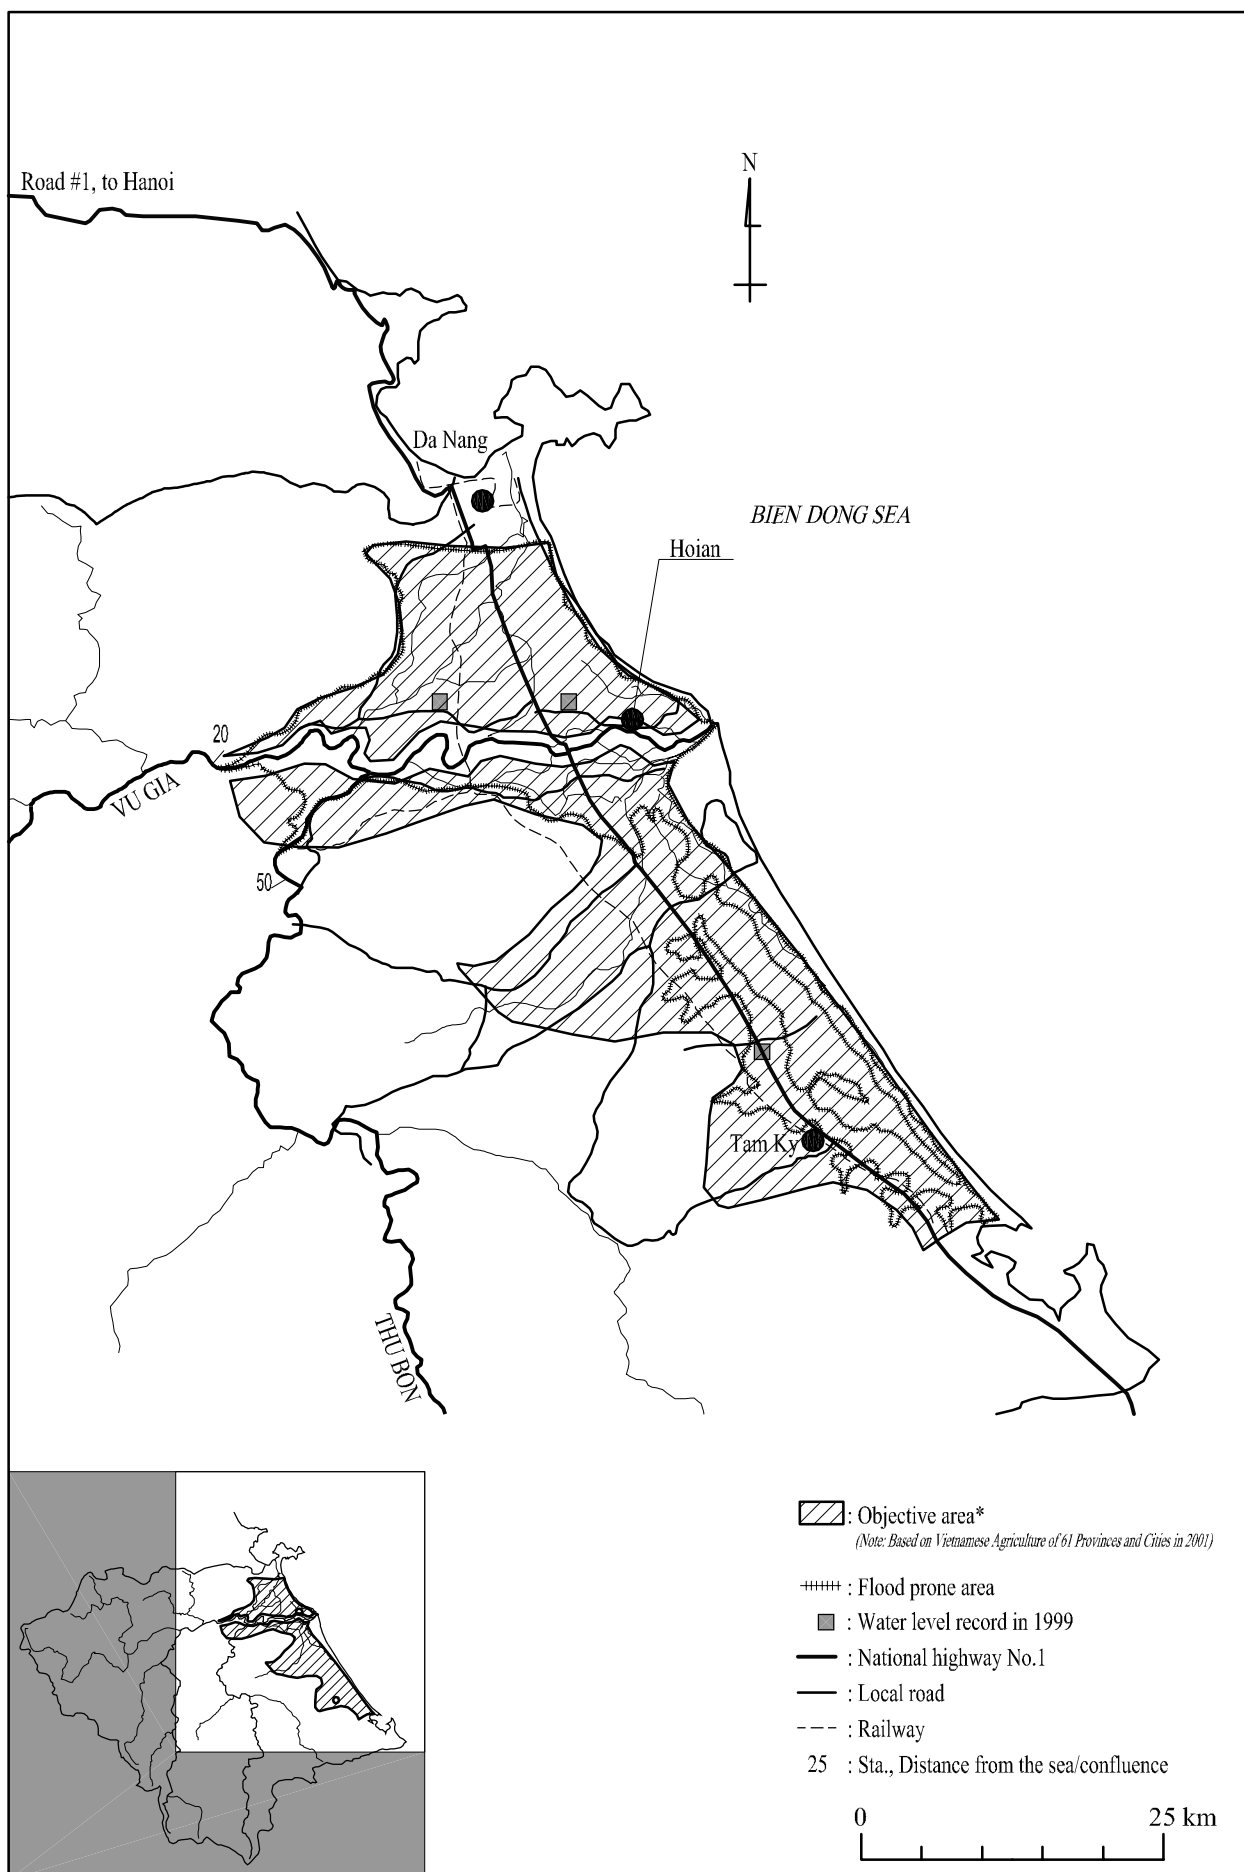 Road #1, to Hanoi
N
Da Nang
BIEN DONG SEA
Hoian
20
VU GIA
50
Tam Ky
THU BON
: Objective area*
(Note: Based on Vietnamese Agriculture of 61 Provinces and Cities in 2001)
: Flood prone area
: Water level record in 1999
: National highway No.1
: Local road
: Railway
25 : Sta., Distance from the sea/confluence
0 25 km